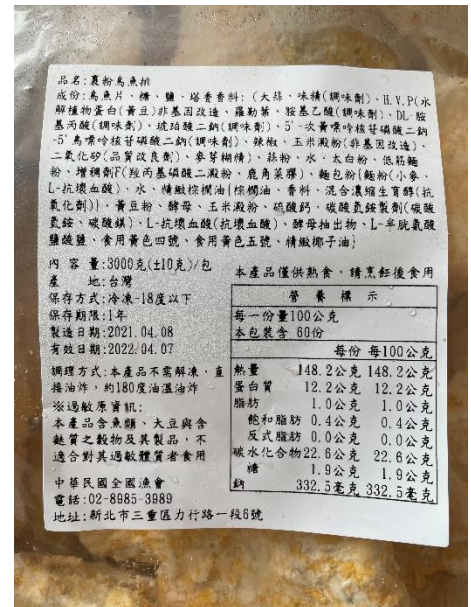 品名:裹粉烏魚排
成份:烏魚片、糖、鹽、塔香香料:(大蒜、味精(調味劑)、H.V.P(水
解植物蛋白(黃豆)非基因改造、羅勒葉、胺基乙酸(調味劑)、DL-胺
基丙酸(調味劑)、琥珀酸二鈉(調味劑)、5'-次黃嘌呤核苷磷酸二鈉
-5'鳥嘌呤核苷磷酸二鈉(調味劑)、辣椒、玉米澱粉(非基因改造)、
二氧化矽(品質改良劑)、麥芽糊精)、蒜粉、水、太白粉、低筋麵
粉、增稠劑F(羥丙基磷酸二澱粉、鹿角菜膠)、麵包粉{麵粉(小麥、
L-抗壞血酸)、水、精緻棕櫚油{棕櫚油、香料、混合濃縮生育醇(抗
氧化劑)}、黃豆粉、酵母、玉米澱粉、硫酸鈣、碳酸氫銨製劑(碳酸
氫銨、碳酸鎂)、L-抗壞血酸(抗壞血酸)、酵母抽出物、L-半胱氨酸
鹽酸鹽、食用黃色四號、食用黃色五號、精緻椰子油}
內 容 量:3000克(±10克)/包
產 地:台灣
保存方式:冷凍-18度以下
保存期限:1年
製造日期:2021.04.08
有效日期:2022.04.07
調理方式:本產品不需解凍,直
接油炸,約180度油溫油炸
※過敏原資訊:
本產品含魚類、大豆與含
麩質之穀物及其製品,不
適合對其過敏體質者食用
中華民國全國漁會
電話:02-8985-3989
地址:新北市三重區力行路一段6號
本產品僅供熟食,請烹飪後食用
營 養 標 示
每一份量100公克
本包裝含 60份
每份 每100公克
熱量 148.2公克 148.2公克
蛋白質 12.2公克 12.2公克
脂肪 1.0公克 1.0公克
飽和脂肪 0.4公克 0.4公克
反式脂肪 0.0公克 0.0公克
碳水化合物 22.6公克 22.6公克
糖 1.9公克 1.9公克
鈉 332.5毫克 332.5毫克